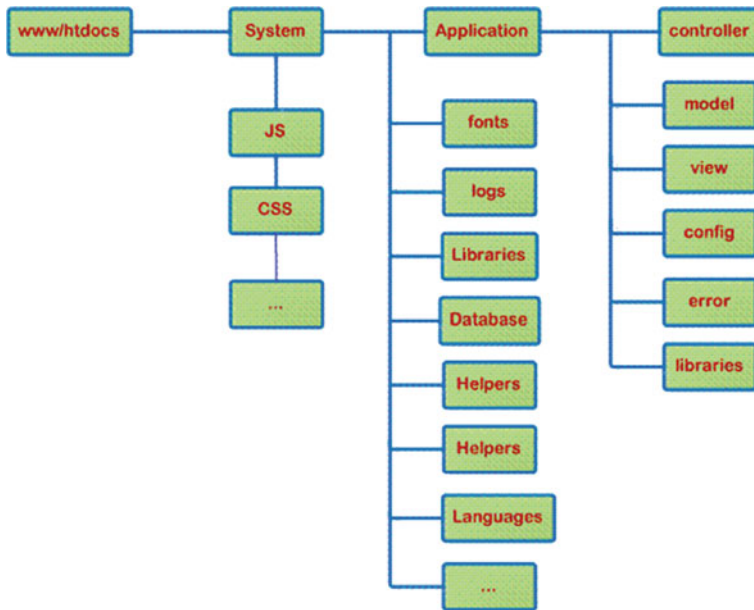 www/htdocs
System
Application
controller
JS
fonts
model
CSS
logs
view
...
Libraries
config
Database
error
Helpers
libraries
Helpers
Languages
...